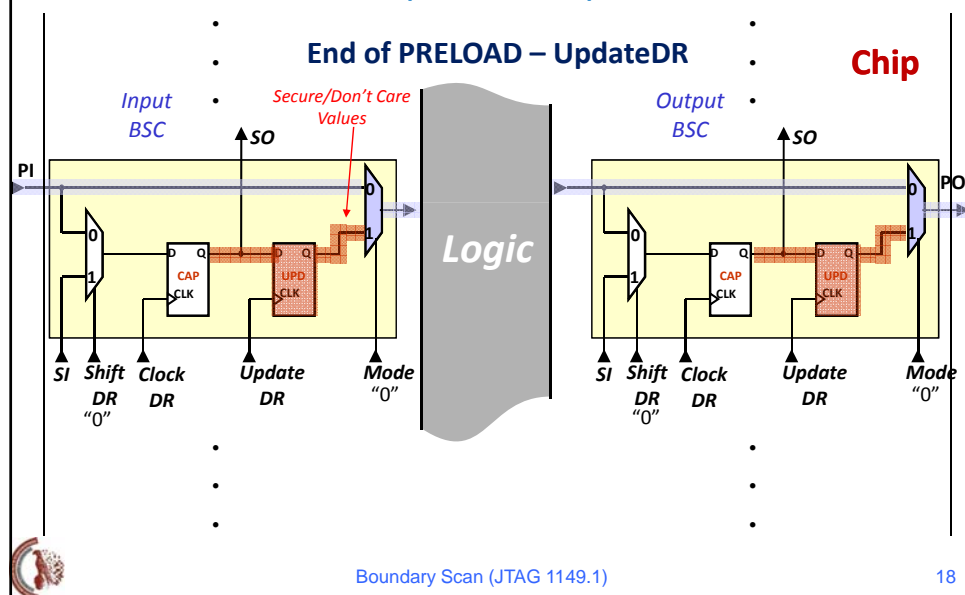 End of PRELOAD – UpdateDR
Chip
Input
BSC
Secure/Don't Care
Values
SO
Output
BSC
SO
PI
0
0
1
1
D Q
CAP
CLK
D Q
UPD
CLK
Logic
0
0
1
1
D Q
CAP
CLK
D Q
UPD
CLK
PO
SI Shift Clock Update Mode
DR DR DR "0"
"0"
SI Shift Clock Update Mode
DR DR DR "0"
"0"
Boundary Scan (JTAG 1149.1)
18